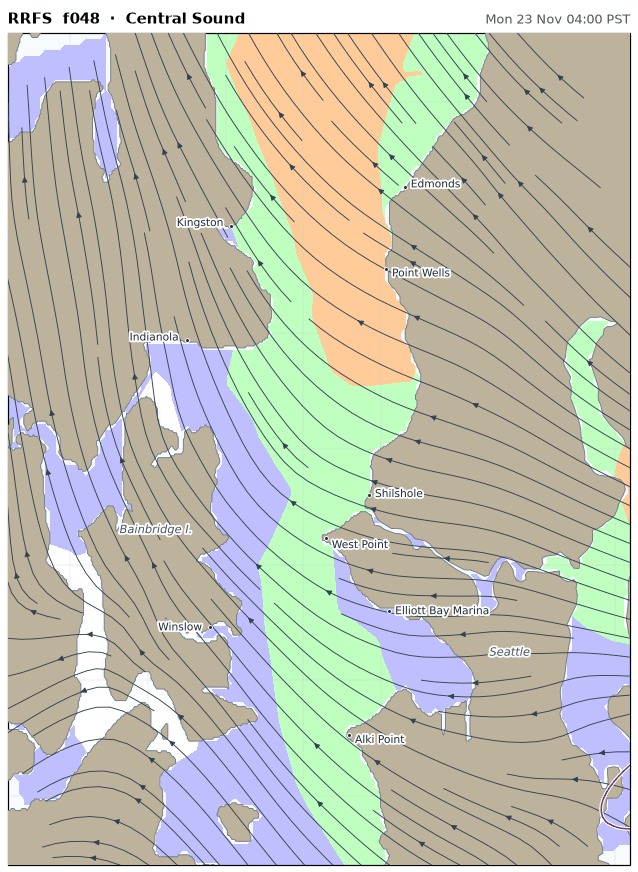 RRFS f048 · Central Sound
Mon 23 Nov 04:00 PST
Edmonds
Kingston
Point Wells
Indianola
Shilshole
Bainbridge I.
West Point
Elliott Bay Marina
Winslow
Seattle
Alki Point